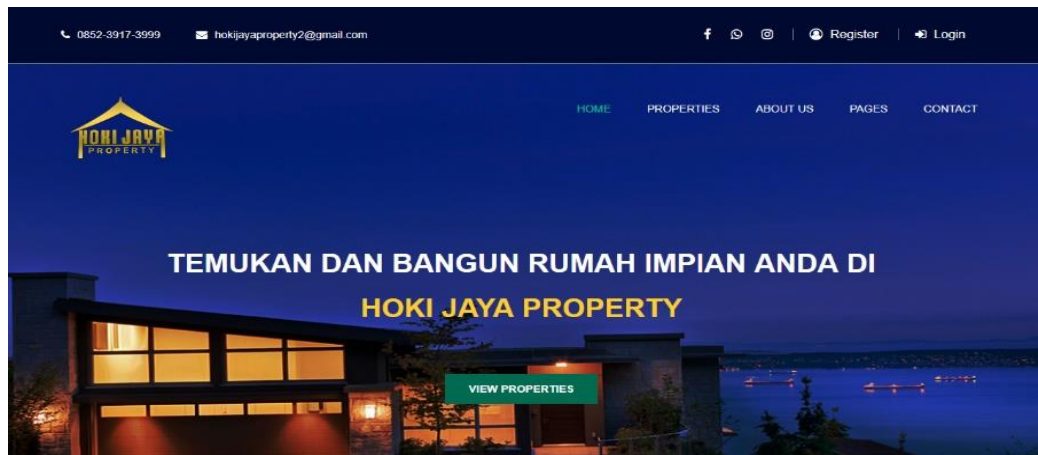 0852-3917-3999 hokijayaproperty2@gmail.com Register Login
HOKI JAYA
PROPERTY
HOME PROPERTIES ABOUT US PAGES CONTACT
TEMUKAN DAN BANGUN RUMAH IMPIAN ANDA DI
HOKI JAYA PROPERTY
VIEW PROPERTIES